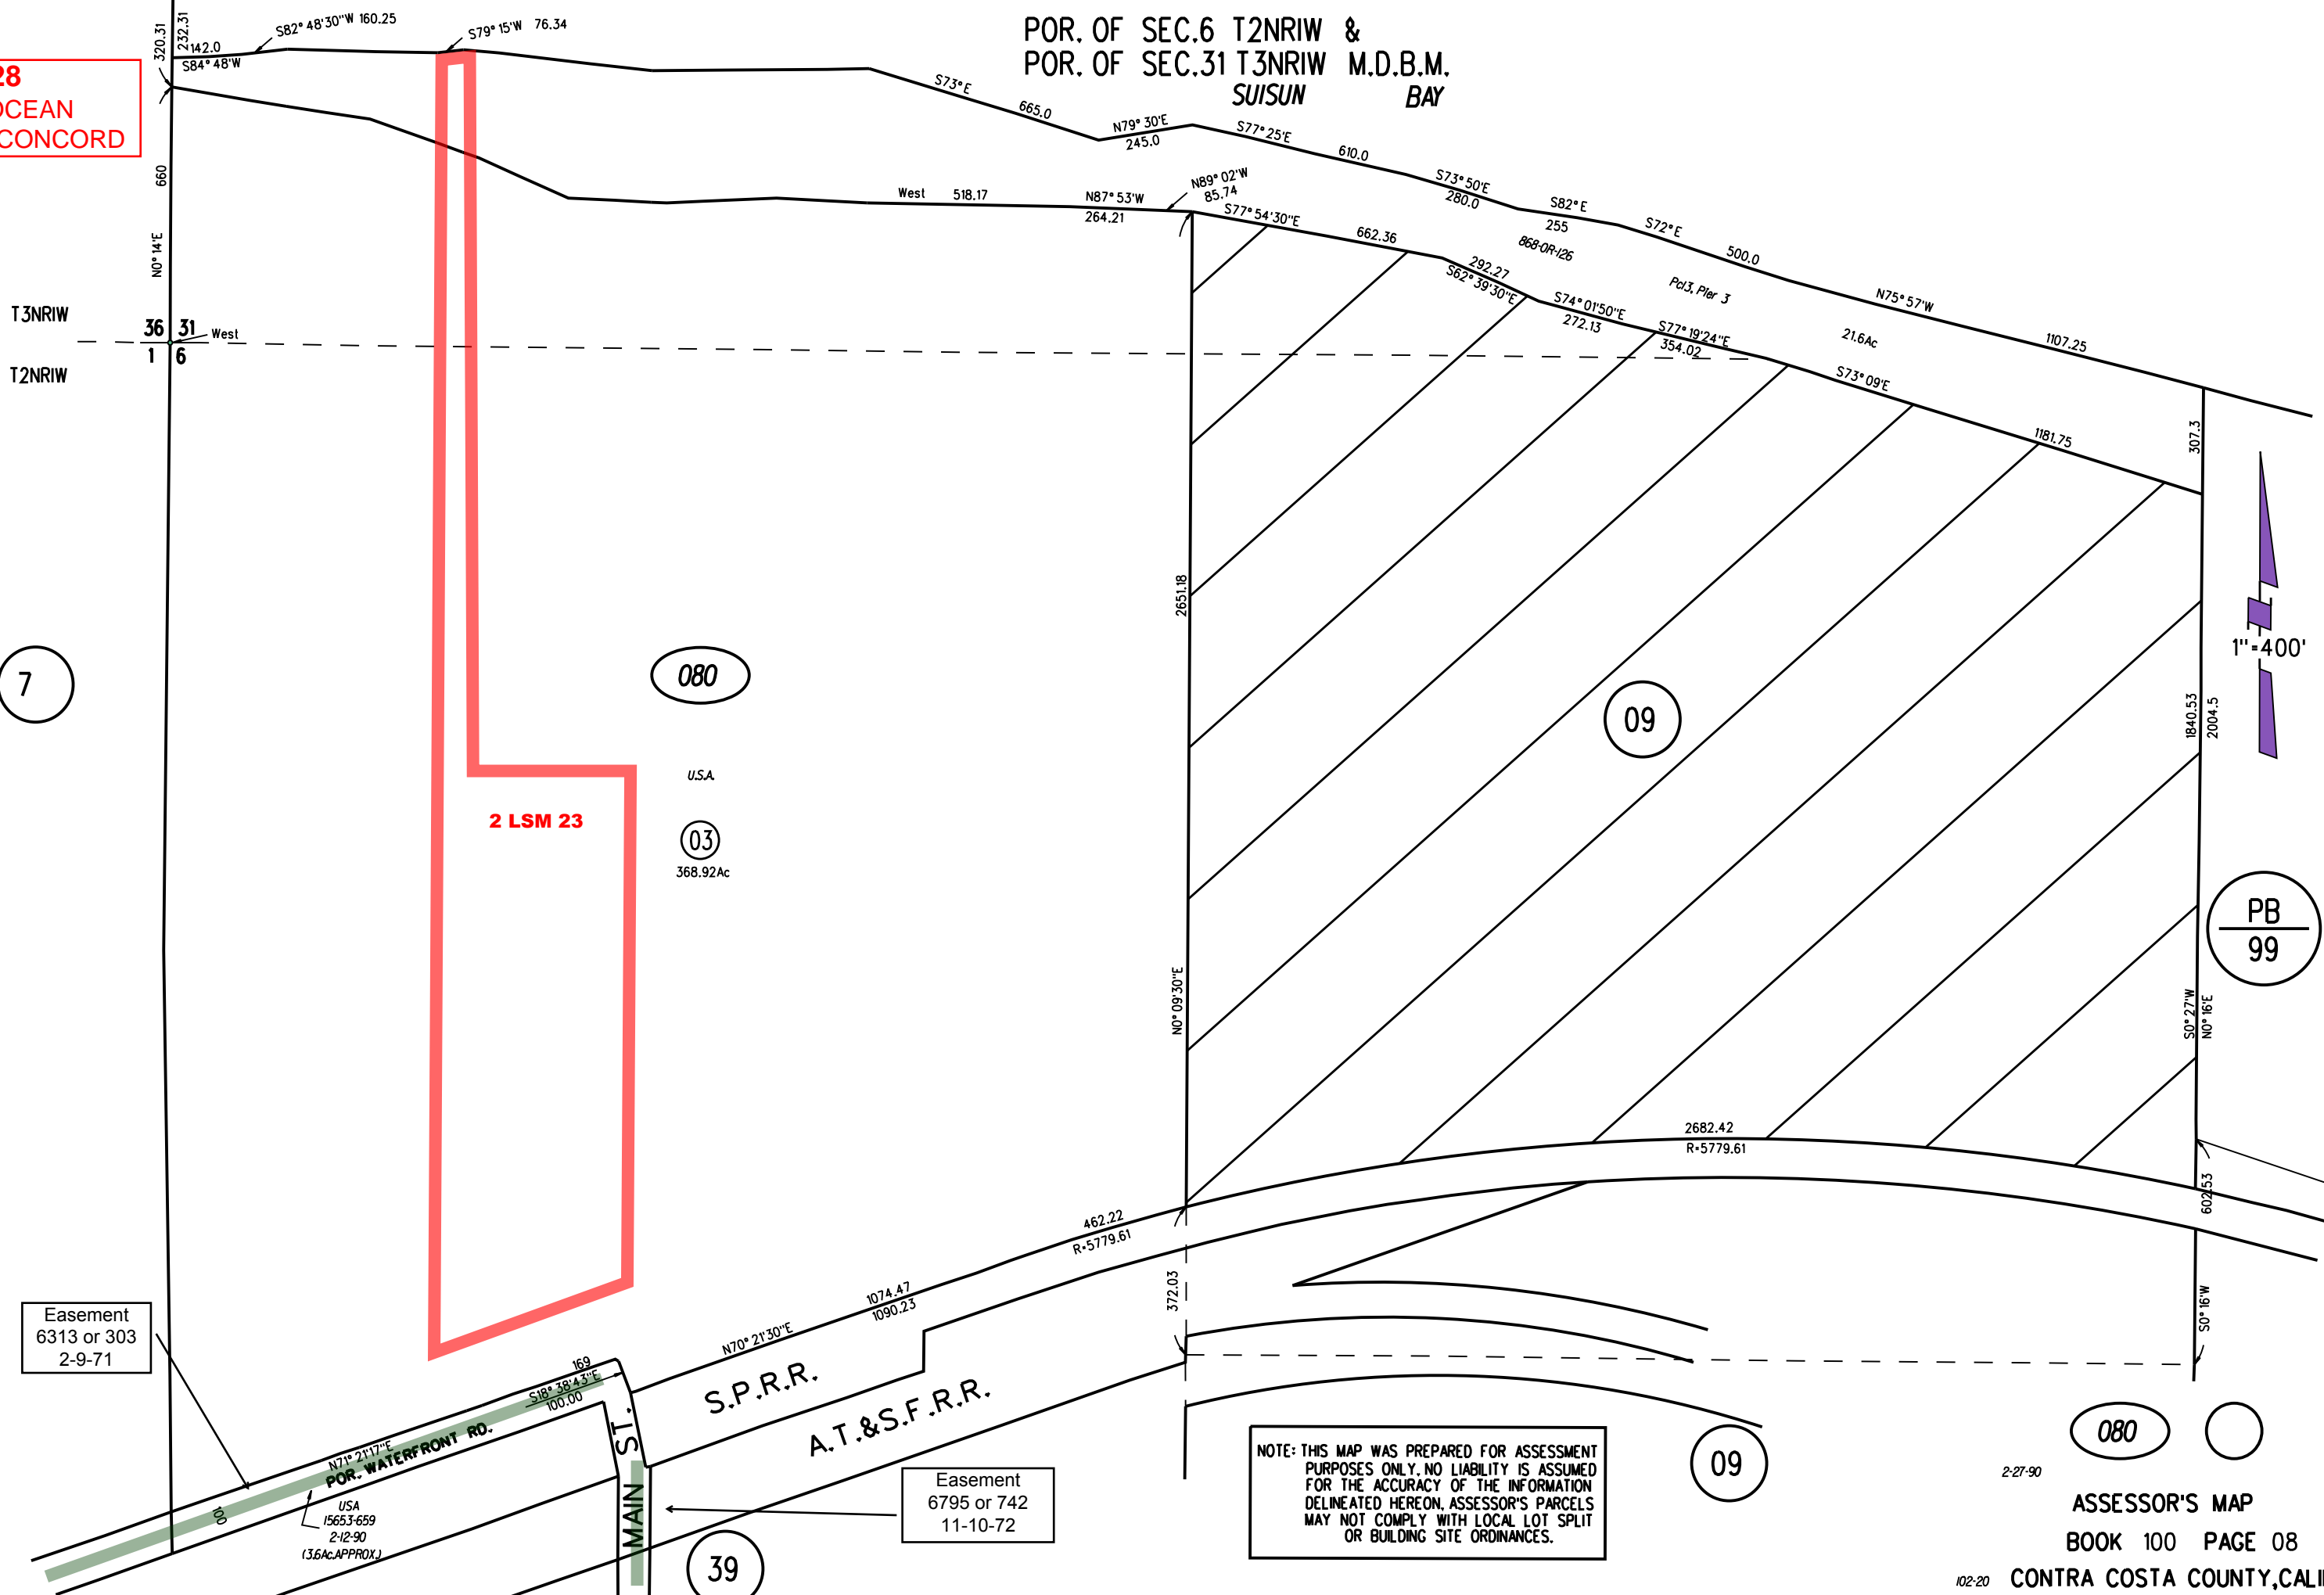 POR. OF SEC.6 T2NR1W &
POR. OF SEC.31 T3NR1W M.D.B.M.
SUISUN BAY
28
OCEAN
CONCORD
320.31
232.31
142.0
S84°48'W
S82°48'30"W 160.25
S79°15'W 76.34
S73°E
665.0
N79°30'E
245.0
S77°25'E
610.0
S73°50'E
280.0
S82°E
255
S72°E
500.0
N75°57'W
1107.25
West 518.17
N87°53'W
264.21
N89°02'W
85.74
S77°54'30"E
662.36
292.27
S62°39'30"E
S74°01'50"E
272.13
S77°19'24"E
354.02
S73°09'E
1181.75
868-OR-126
Pcl3, Pier 3
21.6Ac
660
N0°14'E
T3NR1W
36 31
West
1 6
T2NR1W
307.3
1"=400'
7
080
U.S.A.
03
368.92Ac
2 LSM 23
2651.18
N0°09'30"E
09
1840.53
2004.5
S0°27'W
N0°16'E
PB
99
2682.42
R=5779.61
602.53
462.22
R=5779.61
372.03
1074.47
1090.23
N70°21'30"E
S0°16'W
S.P.R.R.
A.T.&S.F.R.R.
Easement
6313 or 303
2-9-71
169
S18°38'43"E
100.00
N71°21'17"E
POR. WATERFRONT RD.
100
USA
15653-659
2-12-90
(3.6Ac.APPROX.)
MAIN ST.
39
Easement
6795 or 742
11-10-72
NOTE: THIS MAP WAS PREPARED FOR ASSESSMENT
PURPOSES ONLY. NO LIABILITY IS ASSUMED
FOR THE ACCURACY OF THE INFORMATION
DELINEATED HEREON. ASSESSOR'S PARCELS
MAY NOT COMPLY WITH LOCAL LOT SPLIT
OR BUILDING SITE ORDINANCES.
09
080
2-27-90
ASSESSOR'S MAP
BOOK 100 PAGE 08
102-20 CONTRA COSTA COUNTY, CALI